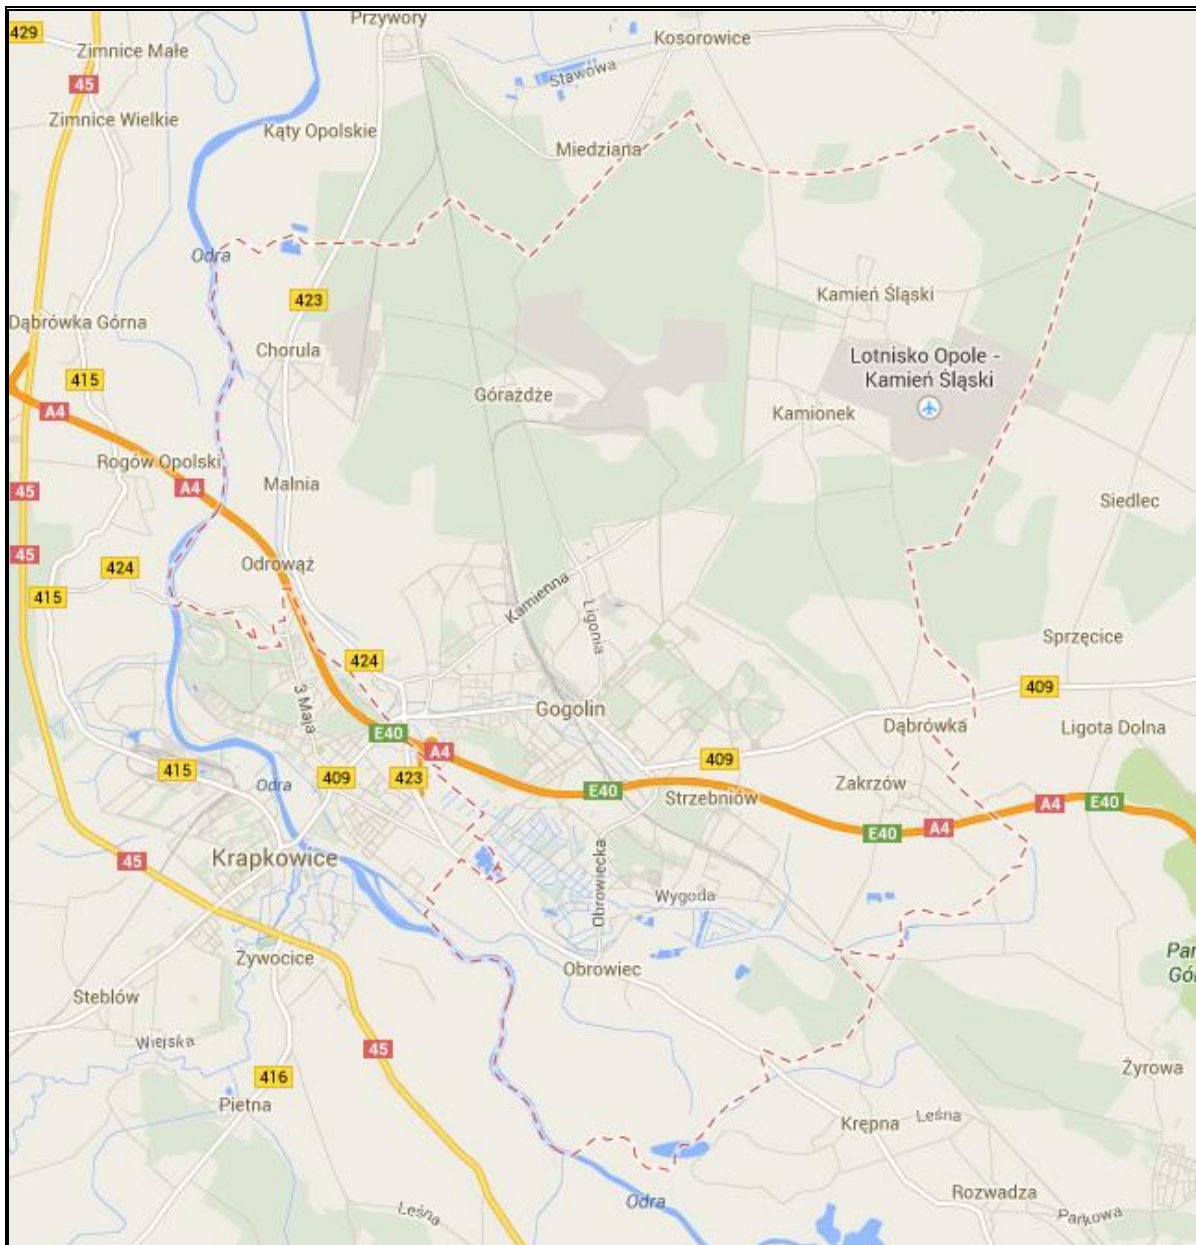 Przywory
429
Kosorowice
Zimnice Małe
Stawowa
45
Zimnice Wielkie
Kąty Opolskie
Miedziana
Odra
Kamień Śląski
423
Dąbrówka Górna
Chorula
Lotnisko Opole -
Kamień Śląski
415
Górażdże
A4
Kamionek
Rogów Opolski
Malnia
A4
45
Siedlec
45
Odrowąż
424
Kamienna
415
Ligonia
Sprzęcice
424
409
3 Maja
Gogolin
Dąbrówka
Ligota Dolna
E40
A4
409
415
409
423
Odra
Zakrzów
E40
Strzebniów
A4
E40
E40
A4
Krapkowice
45
Obrowiecka
Wygoda
Żywocice
Obrowiec
Par
Gór
Steblów
Wiejska
45
416
Żyrowa
Pietna
Krępna
Leśna
Rozwadza
Odra
Leśna
Parkowa